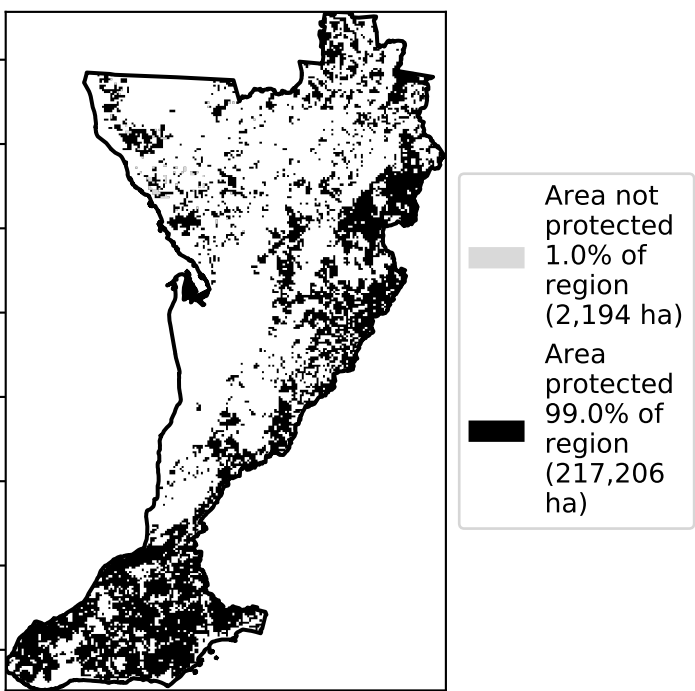 Area not
protected
1.0% of
region
(2,194 ha)
Area
protected
99.0% of
region
(217,206
ha)